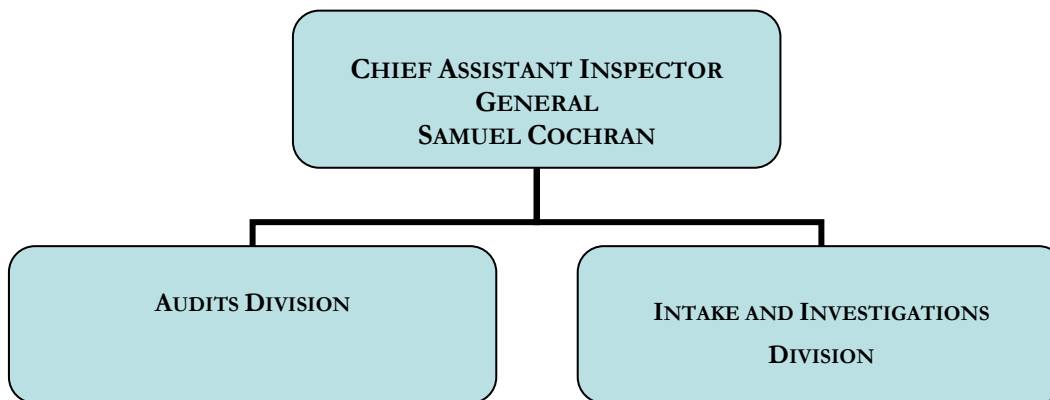 CHIEF ASSISTANT INSPECTOR
GENERAL
SAMUEL COCHRAN
AUDITS DIVISION
INTAKE AND INVESTIGATIONS
DIVISION